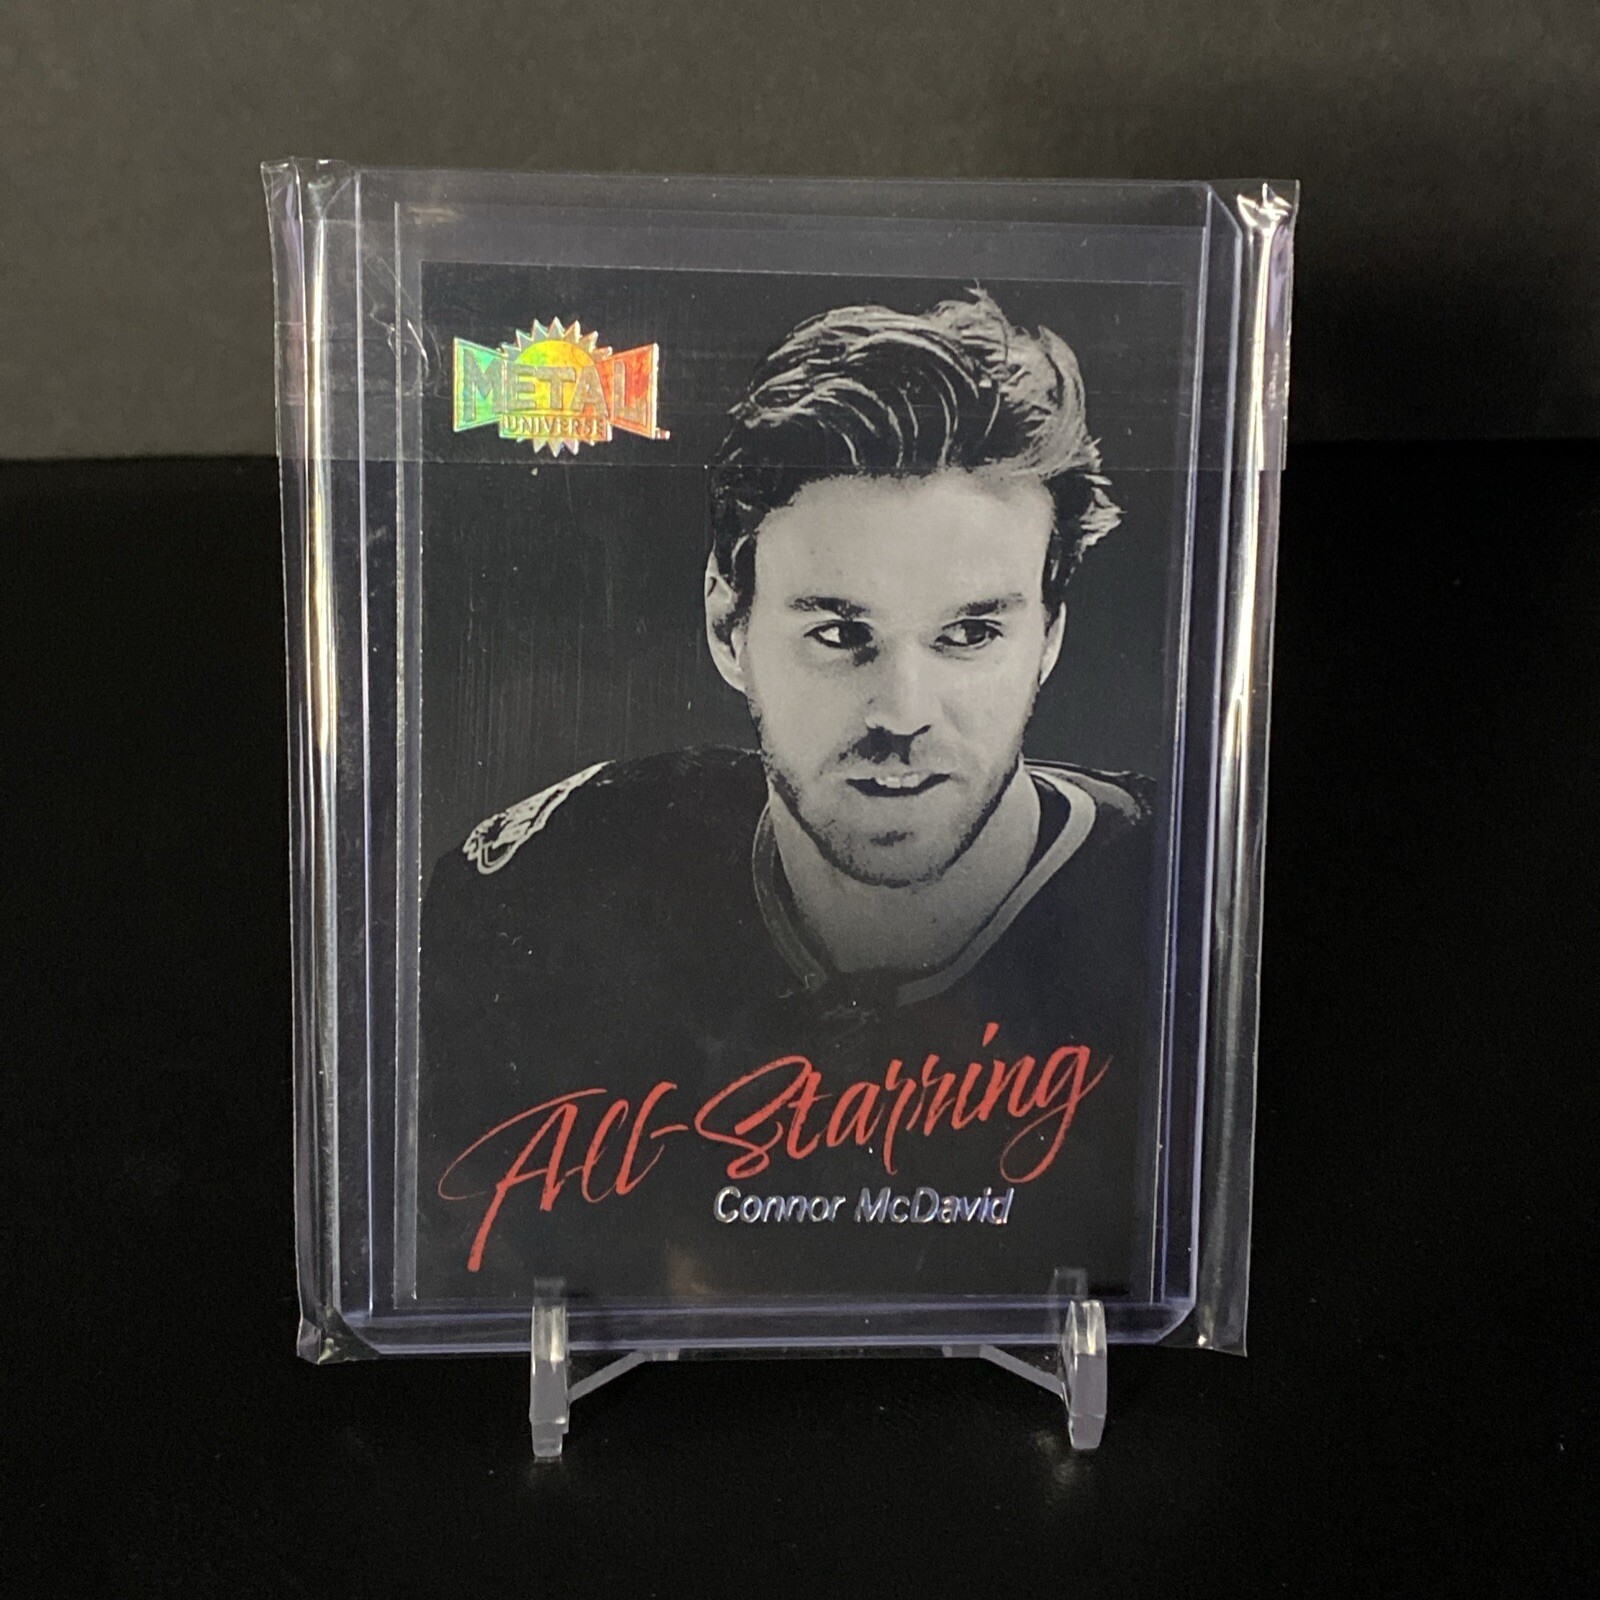 METAL
UNIVERSE
All-Starring
Connor McDavid